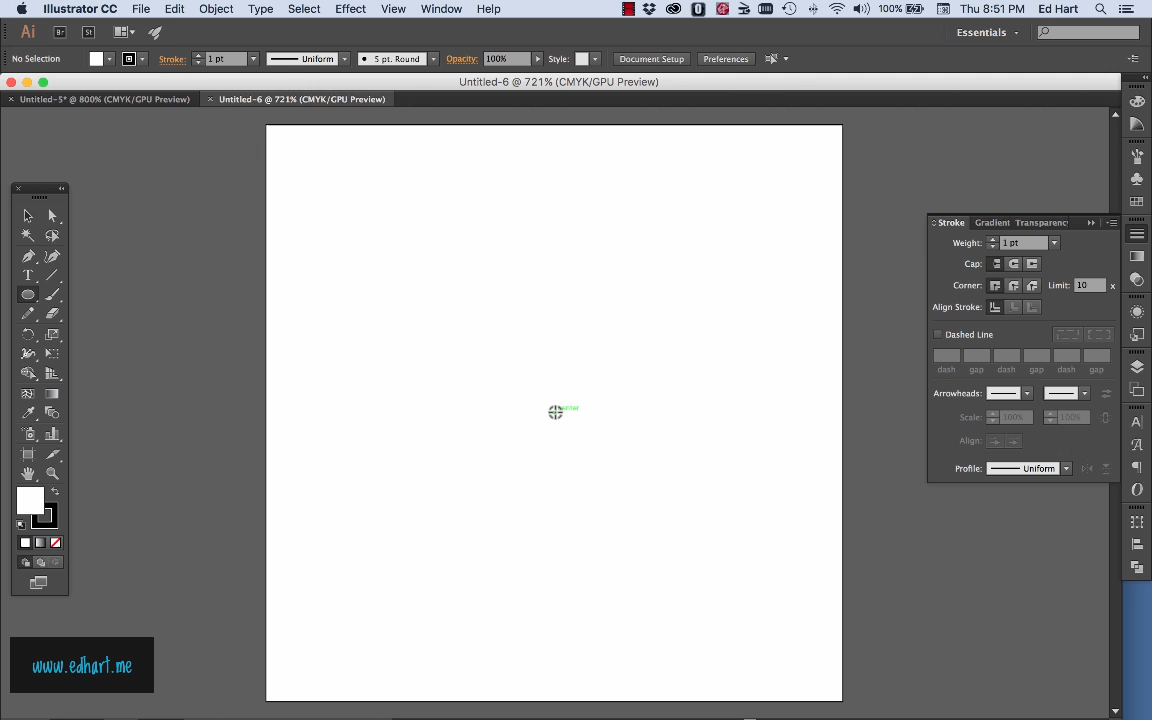 Illustrator CC File Edit Object Type Select Effect View Window Help 100% Thu 8:51 PM Ed Hart
Ai Br St Essentials
No Selection Stroke: 1 pt Uniform 5 pt. Round Opacity: 100% Style: Document Setup Preferences
Untitled-6 @ 721% (CMYK/GPU Preview)
Untitled-5* @ 800% (CMYK/GPU Preview) Untitled-6 @ 721% (CMYK/GPU Preview)
Stroke Gradient Transparency
Weight: 1 pt
Cap:
Corner: Limit: 10 x
Align Stroke:
Dashed Line
dash gap dash gap dash gap
Arrowheads:
Scale: 100% 100%
Align:
Profile: Uniform
www.edhart.me